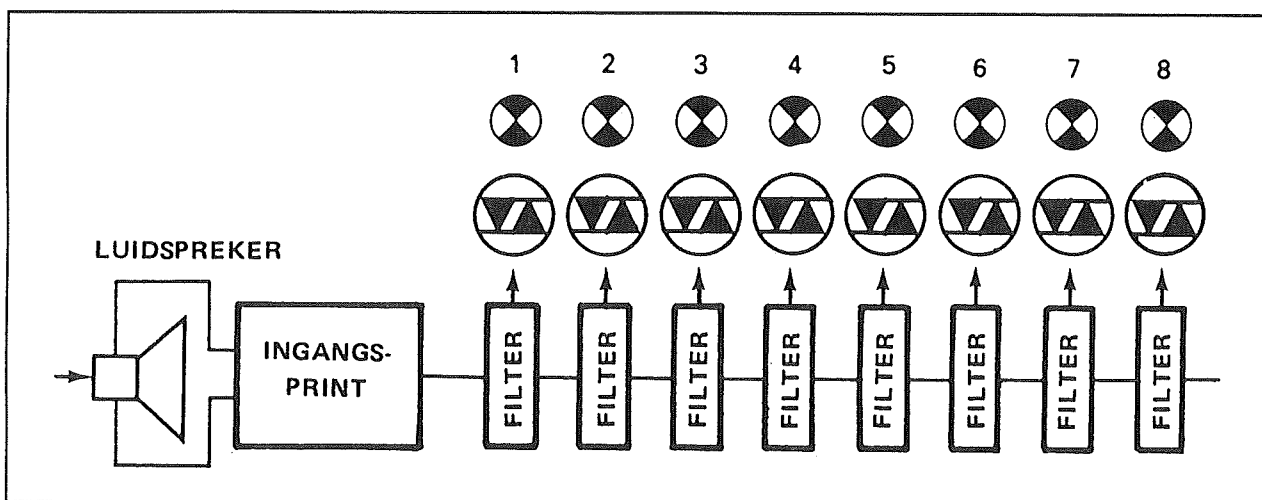 1 2 3 4 5 6 7 8
LUIDSPREKER
INGANGS-
PRINT
FILTER
FILTER
FILTER
FILTER
FILTER
FILTER
FILTER
FILTER